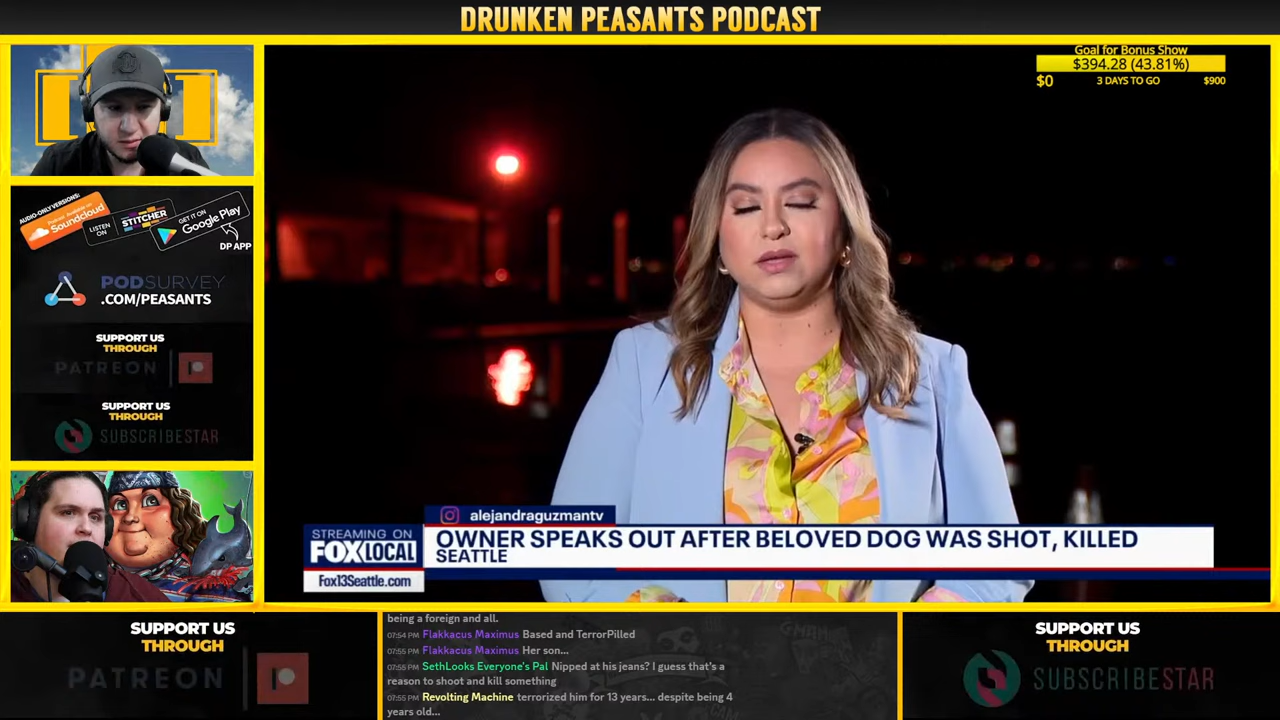 DRUNKEN PEASANTS PODCAST
Goal for Bonus Show
$394.28 (43.81%)
$0
3 DAYS TO GO
$900
AUDIO-ONLY VERSIONS:
Soundcloud
LISTEN ON
STITCHER
GET IT ON
Google Play
DP APP
PODSURVEY
.COM/PEASANTS
SUPPORT US
THROUGH
PATREON
SUPPORT US
THROUGH
SUBSCRIBESTAR
alejandraguzmantv
STREAMING ON
FOX LOCAL
Fox13Seattle.com
OWNER SPEAKS OUT AFTER BELOVED DOG WAS SHOT, KILLED
SEATTLE
SUPPORT US
THROUGH
PATREON
being a foreign and all.
07:54 PM Flakkacus Maximus Based and TerrorPilled
07:55 PM Flakkacus Maximus Her son...
07:55 PM SethLooks Everyone's Pal Nipped at his jeans? I guess that's a
reason to shoot and kill something
07:55 PM Revolting Machine terrorized him for 13 years... despite being 4
years old...
SUPPORT US
THROUGH
SUBSCRIBESTAR